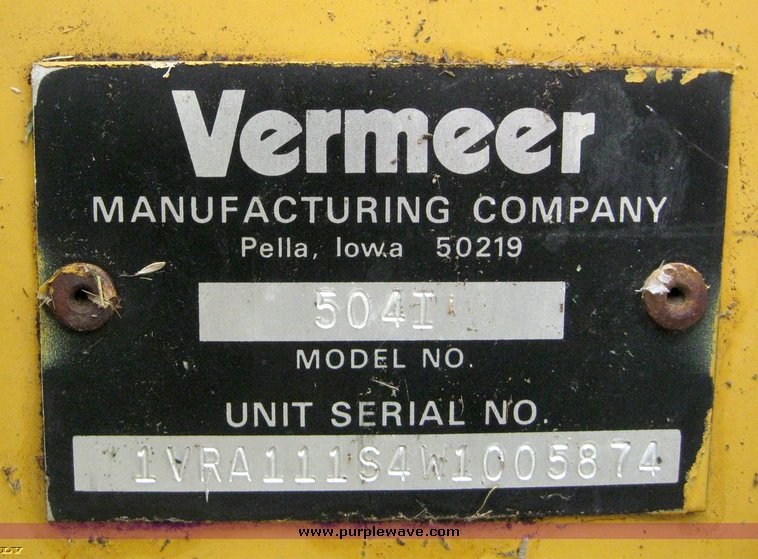 Vermeer
MANUFACTURING COMPANY
Pella, Iowa 50219
504I
MODEL NO.
UNIT SERIAL NO.
1VRA111S4W1005874
www.purplewave.com